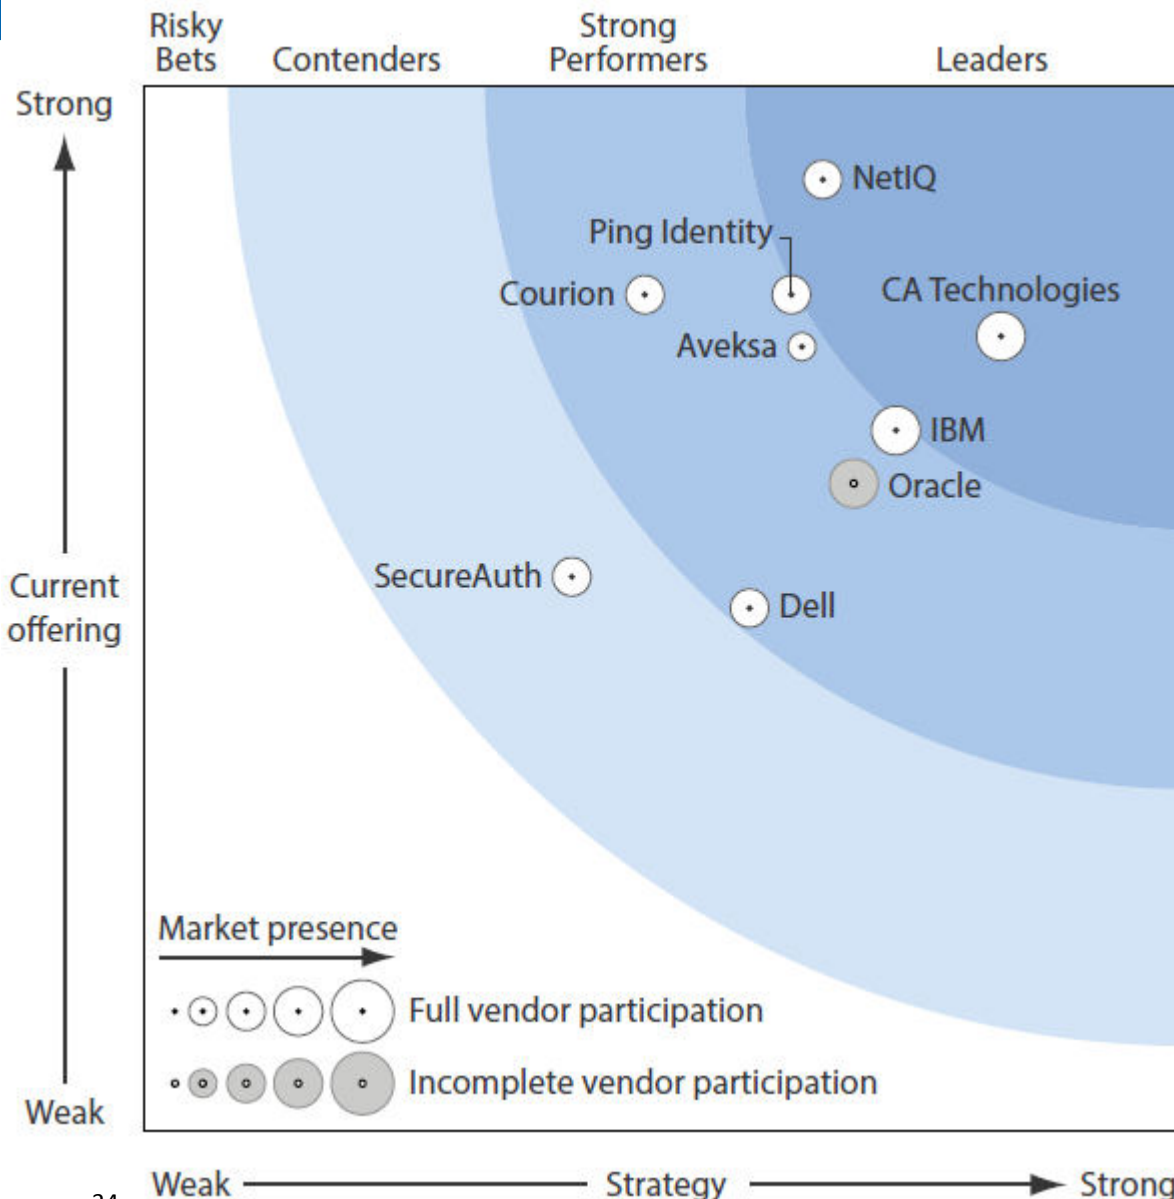 Risky
Bets
Contenders
Strong
Performers
Leaders
Strong
NetIQ
Ping Identity
Courion
CA Technologies
Aveksa
IBM
Oracle
Current
offering
SecureAuth
Dell
Market presence
Full vendor participation
Incomplete vendor participation
Weak
Weak
Strategy
Strong